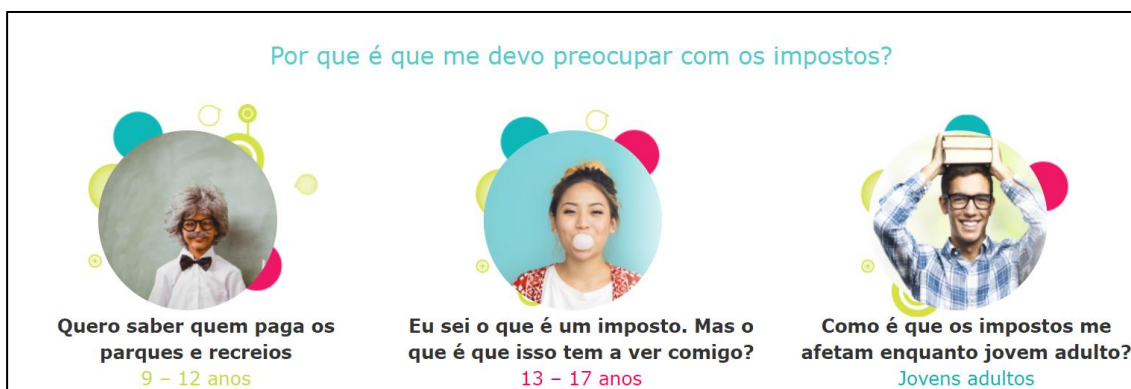 Por que é que me devo preocupar com os impostos?
Quero saber quem paga os
parques e recreios
9 – 12 anos
Eu sei o que é um imposto. Mas o
que é que isso tem a ver comigo?
13 – 17 anos
Como é que os impostos me
afetam enquanto jovem adulto?
Jovens adultos